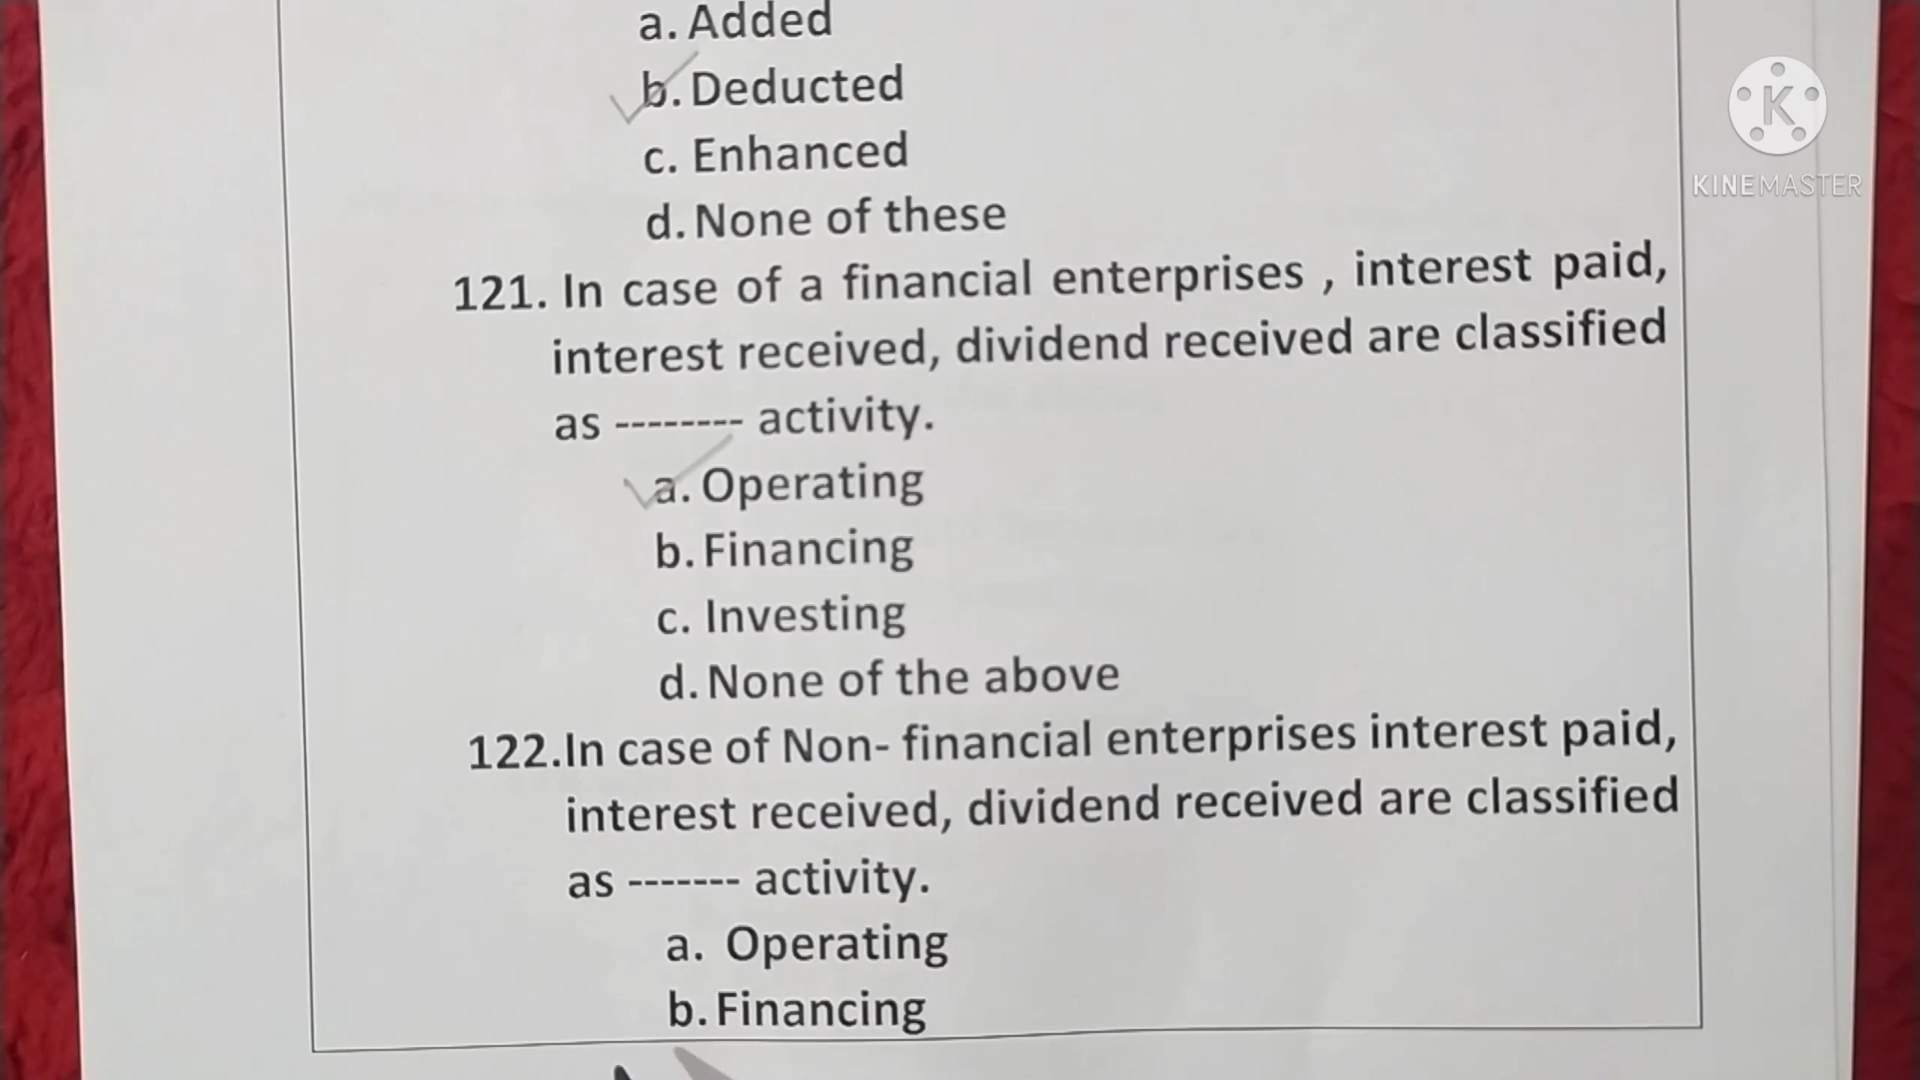 a. Added
b. Deducted
c. Enhanced
d. None of these
121. In case of a financial enterprises , interest paid,
interest received, dividend received are classified
as -------- activity.
a. Operating
b. Financing
c. Investing
d. None of the above
122.In case of Non- financial enterprises interest paid,
interest received, dividend received are classified
as ------- activity.
a. Operating
b. Financing
K
KINEMASTER